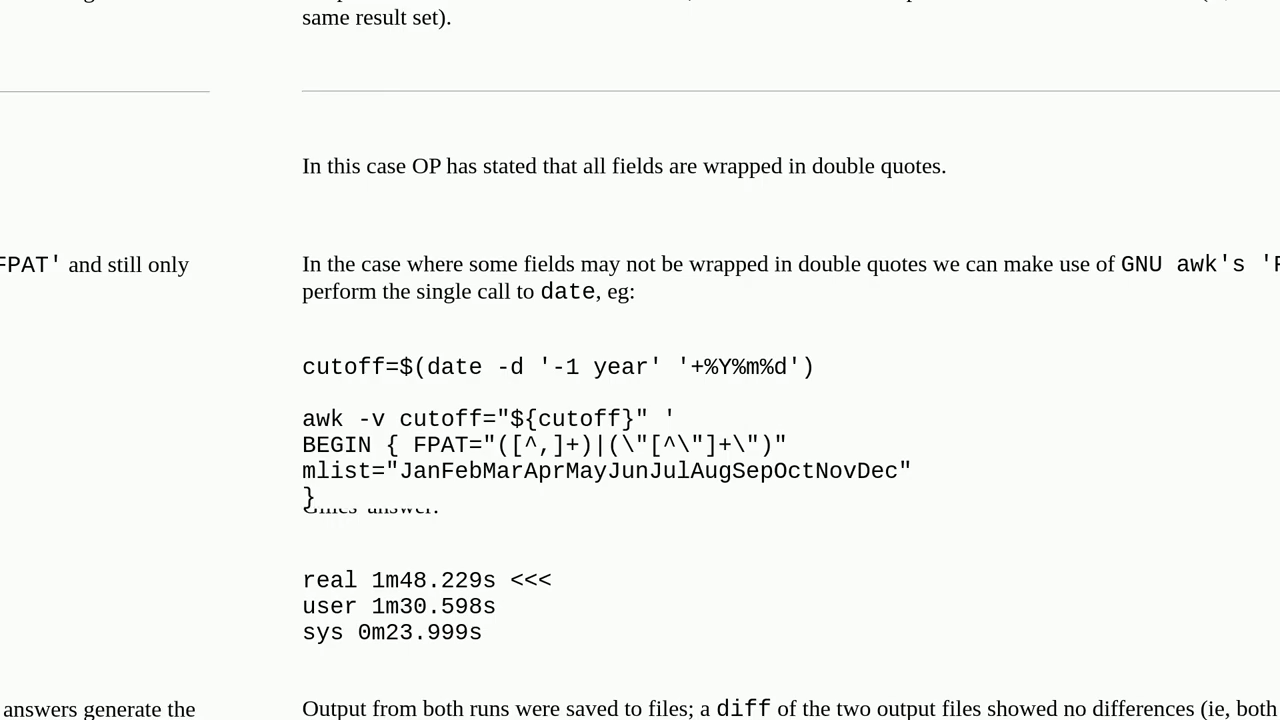 same result set).
In this case OP has stated that all fields are wrapped in double quotes.
FPAT' and still only
In the case where some fields may not be wrapped in double quotes we can make use of GNU awk's
perform the single call to date, eg:
cutoff=$(date -d '-1 year' '+%Y%m%d')
awk -v cutoff="${cutoff}" '
BEGIN { FPAT="([^,]+)|(\"[^\"]+\")"
mlist="JanFebMarAprMayJunJulAugSepOctNovDec"
}
answer.
real 1m48.229s <<<
user 1m30.598s
sys 0m23.999s
answers generate the
Output from both runs were saved to files; a diff of the two output files showed no differences (ie, both